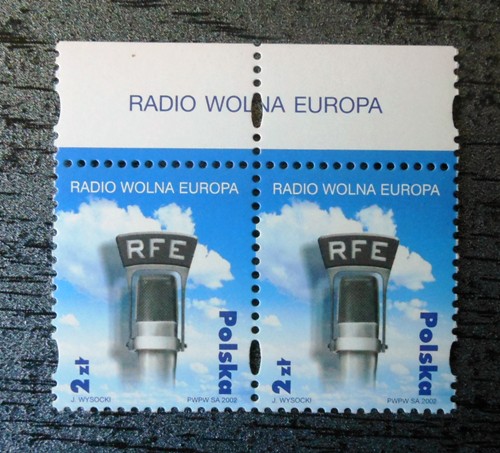 RADIO WOLNA EUROPA
RADIO WOLNA EUROPA
RFE
Polska
2 zł
J. WYSOCKI
PWPW SA 2002
RADIO WOLNA EUROPA
RFE
Polska
2 zł
J. WYSOCKI
PWPW SA 2002